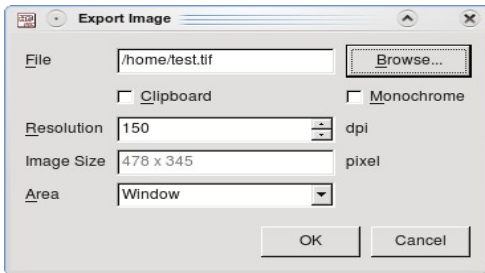 Export Image
File /home/test.tif Browse...
Clipboard Monochrome
Resolution 150 dpi
Image Size 478 x 345 pixel
Area Window
OK Cancel